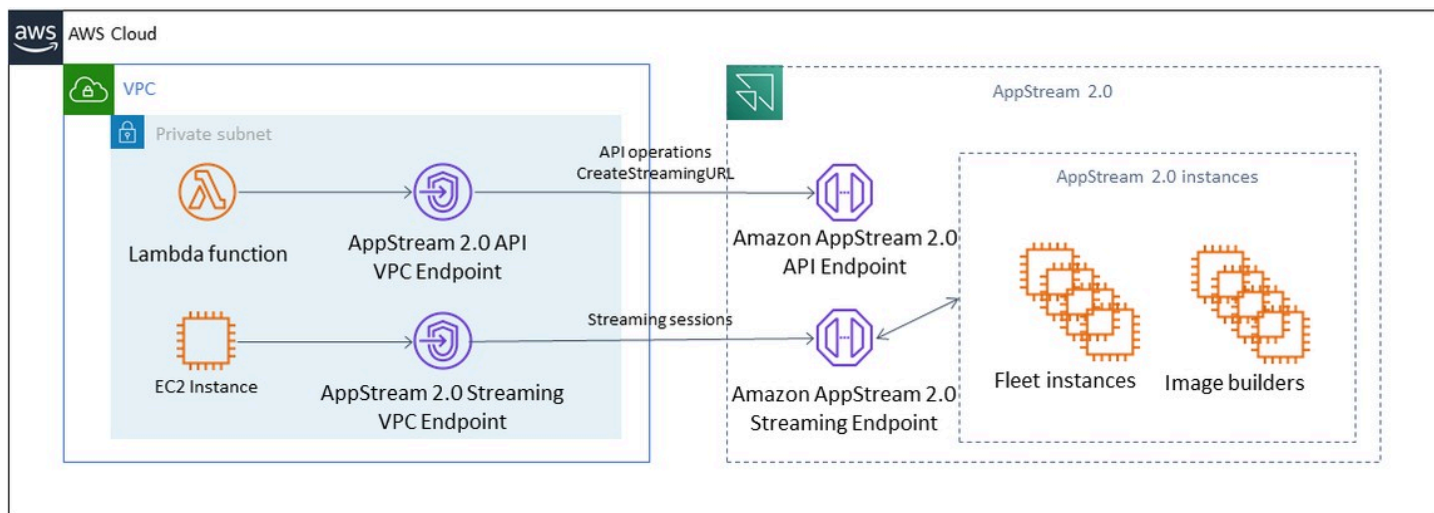 aws
AWS Cloud
VPC
AppStream 2.0
Private subnet
API operations
CreateStreamingURL
AppStream 2.0 instances
Lambda function
AppStream 2.0 API
VPC Endpoint
Amazon AppStream 2.0
API Endpoint
Streaming sessions
EC2 Instance
AppStream 2.0 Streaming
VPC Endpoint
Amazon AppStream 2.0
Streaming Endpoint
Fleet instances
Image builders